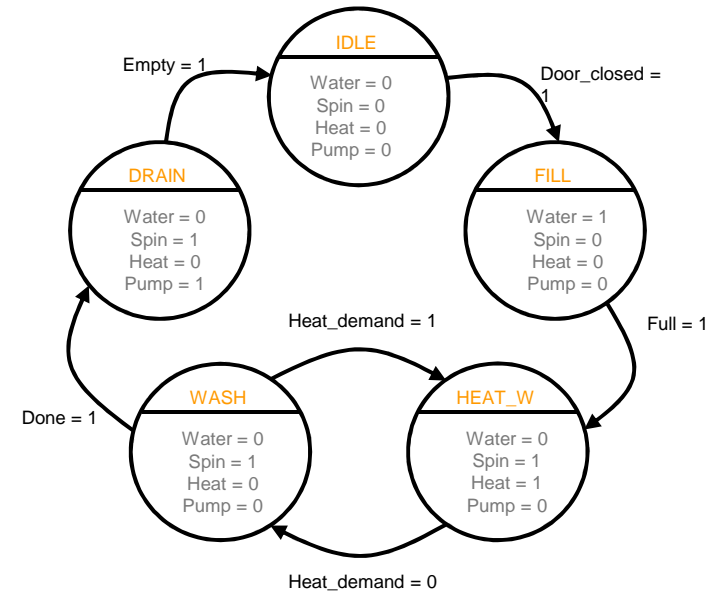 IDLE
Water = 0
Spin = 0
Heat = 0
Pump = 0
Empty = 1
Door_closed =
1
DRAIN
Water = 0
Spin = 1
Heat = 0
Pump = 1
FILL
Water = 1
Spin = 0
Heat = 0
Pump = 0
Heat_demand = 1
Full = 1
WASH
Water = 0
Spin = 1
Heat = 0
Pump = 0
HEAT_W
Water = 0
Spin = 1
Heat = 1
Pump = 0
Done = 1
Heat_demand = 0